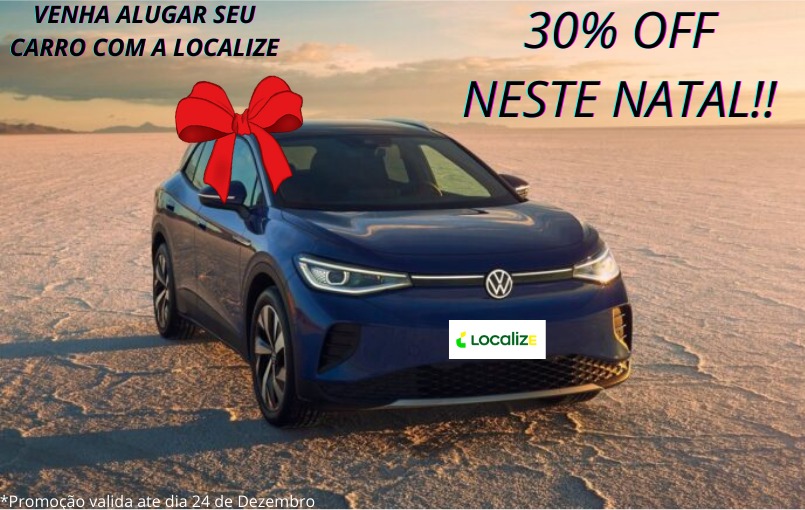 VENHA ALUGAR SEU
CARRO COM A LOCALIZE
30% OFF
NESTE NATAL!!
LOCALIZE
*Promoção valida ate dia 24 de Dezembro